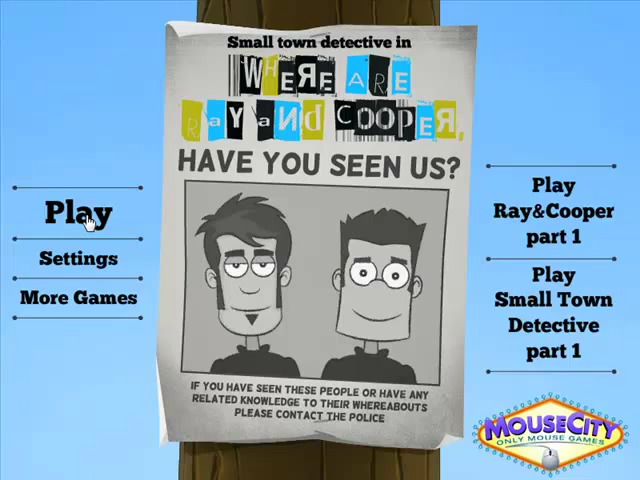 Small town detective in
WHERE ARE
RaY aND COOPER.
HAVE YOU SEEN US?
IF YOU HAVE SEEN THESE PEOPLE OR HAVE ANY
RELATED KNOWLEDGE TO THEIR WHEREABOUTS
PLEASE CONTACT THE POLICE
Play
Settings
More Games
Play
Ray&Cooper
part 1
Play
Small Town
Detective
part 1
MOUSECITY
ONLY MOUSE GAMES